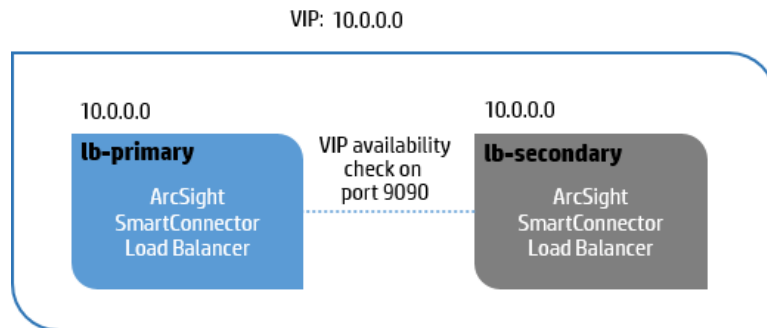 VIP: 10.0.0.0
10.0.0.0
lb-primary
ArcSight
SmartConnector
Load Balancer
VIP availability
check on
port 9090
10.0.0.0
lb-secondary
ArcSight
SmartConnector
Load Balancer